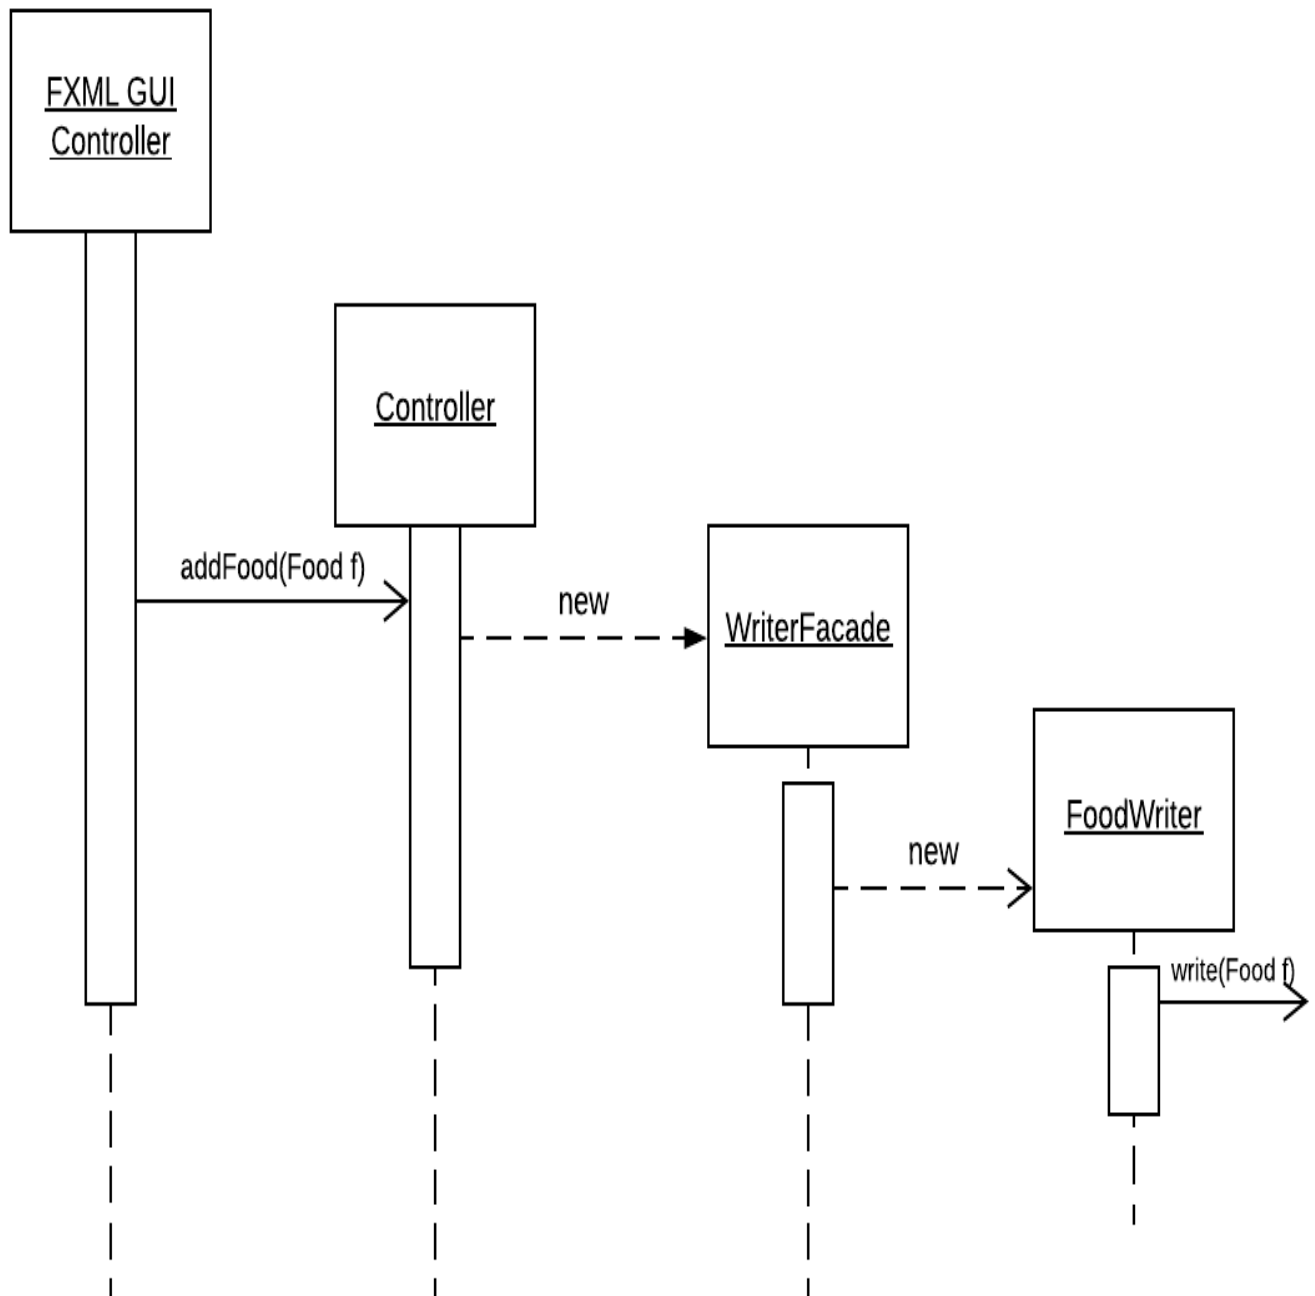 FXML GUI
Controller
Controller
addFood(Food f)
new
WriterFacade
FoodWriter
new
write(Food f)